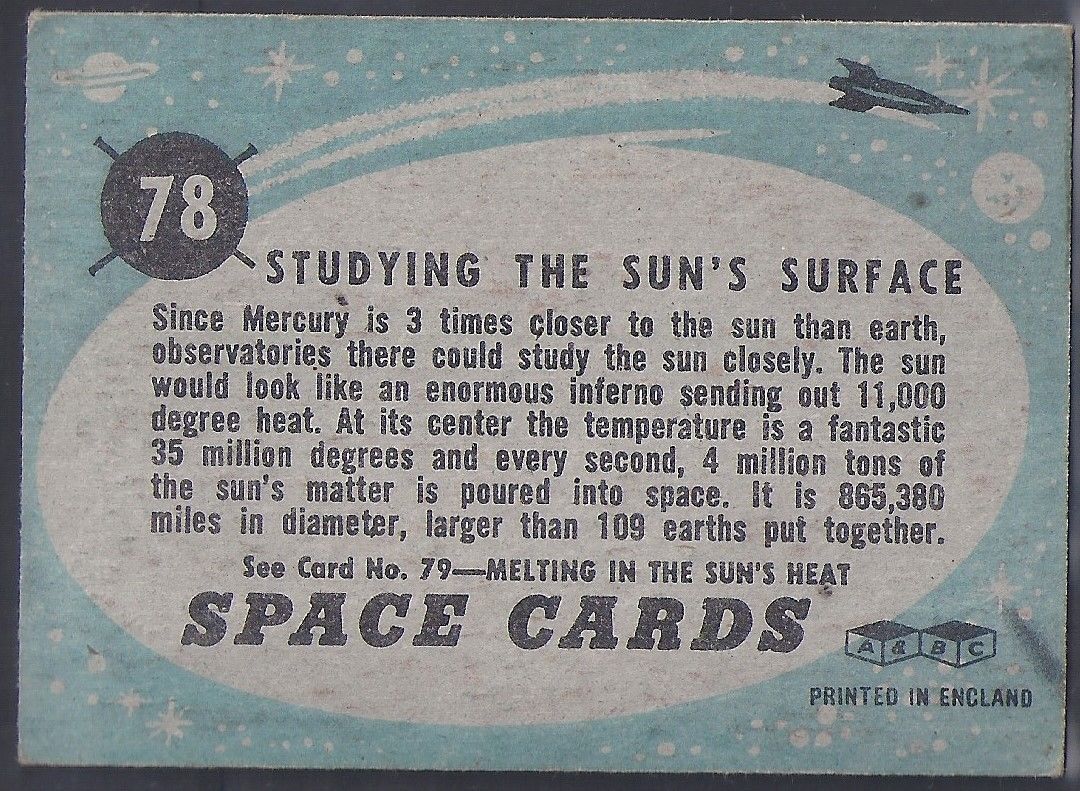 78
STUDYING THE SUN'S SURFACE
Since Mercury is 3 times closer to the sun than earth,
observatories there could study the sun closely. The sun
would look like an enormous inferno sending out 11,000
degree heat. At its center the temperature is a fantastic
35 million degrees and every second, 4 million tons of
the sun's matter is poured into space. It is 865,380
miles in diameter, larger than 109 earths put together.
See Card No. 79—MELTING IN THE SUN'S HEAT
SPACE CARDS
A & B C
PRINTED IN ENGLAND